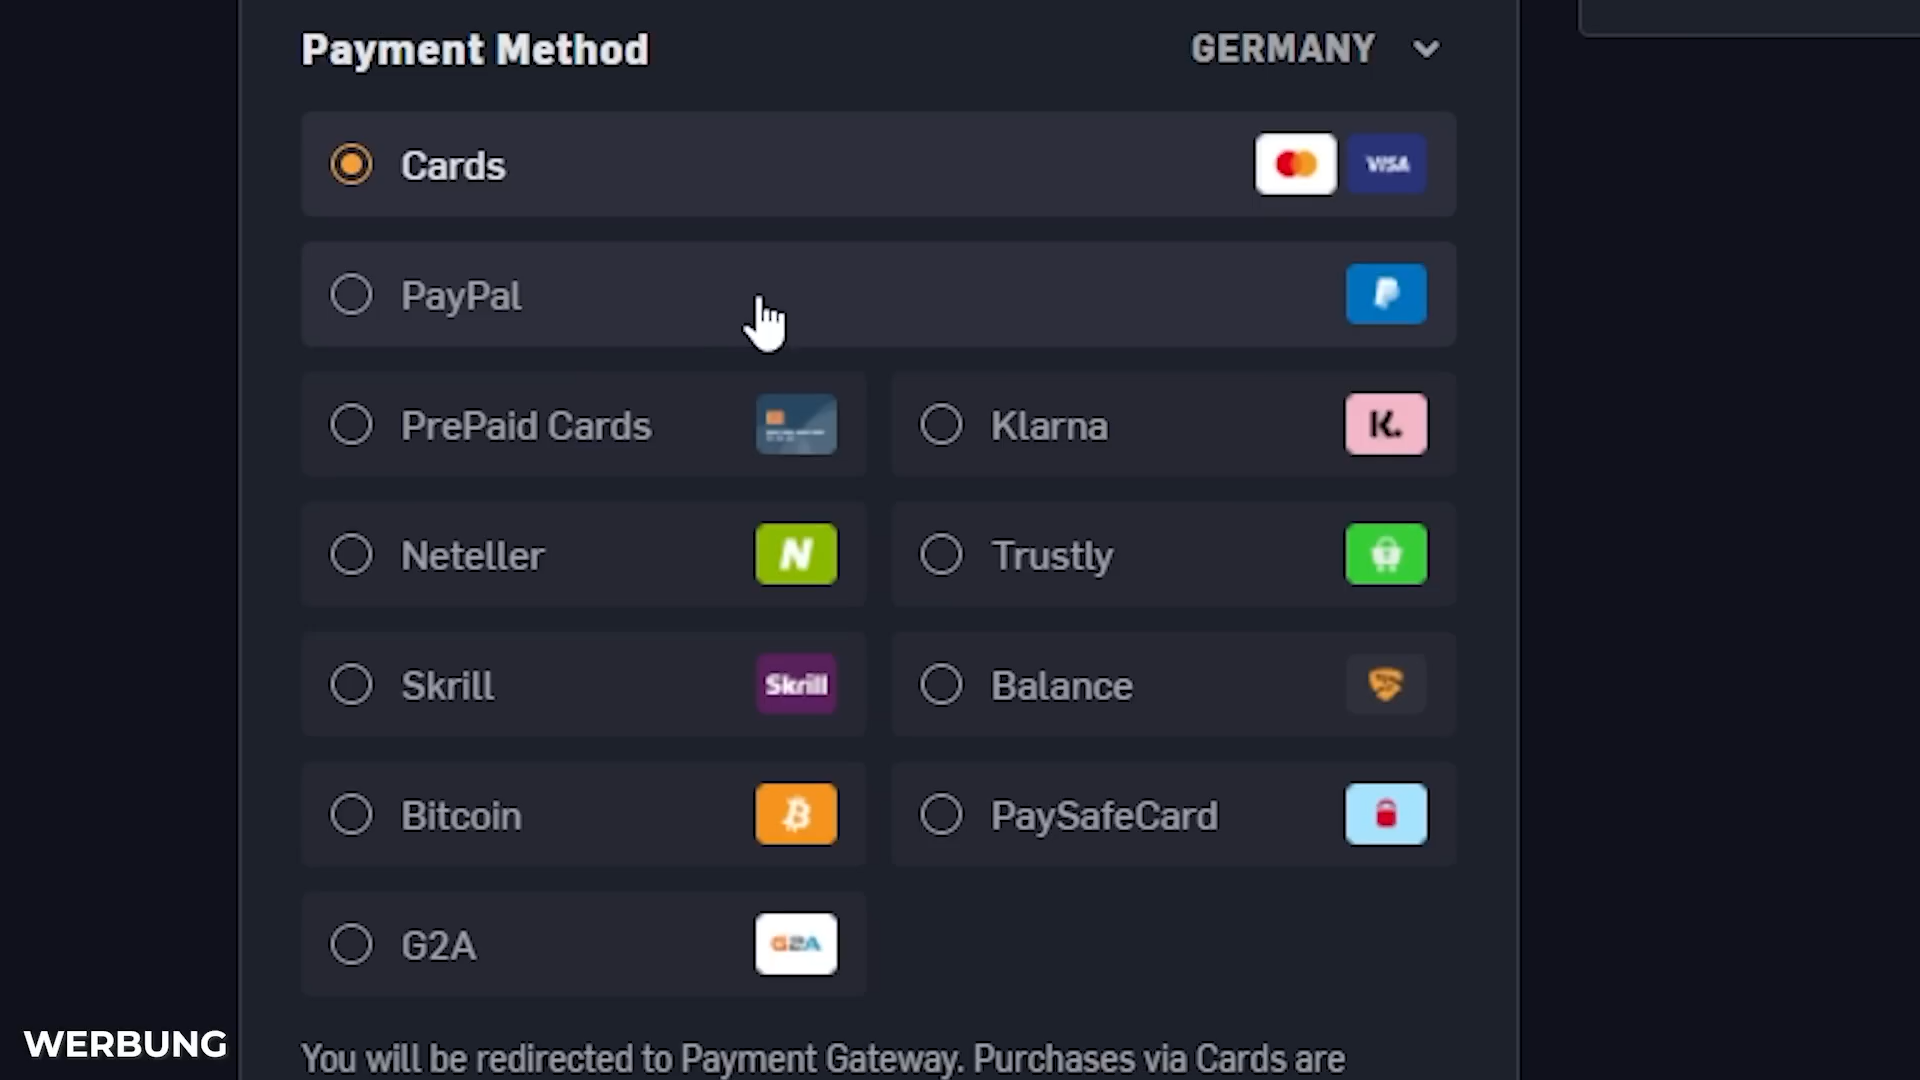 Payment Method
GERMANY
Cards
VISA
PayPal
PrePaid Cards
Klarna
K.
Neteller
N
Trustly
Skrill
Skrill
Balance
Bitcoin
PaySafeCard
G2A
G2A
WERBUNG
You will be redirected to Payment Gateway. Purchases via Cards are